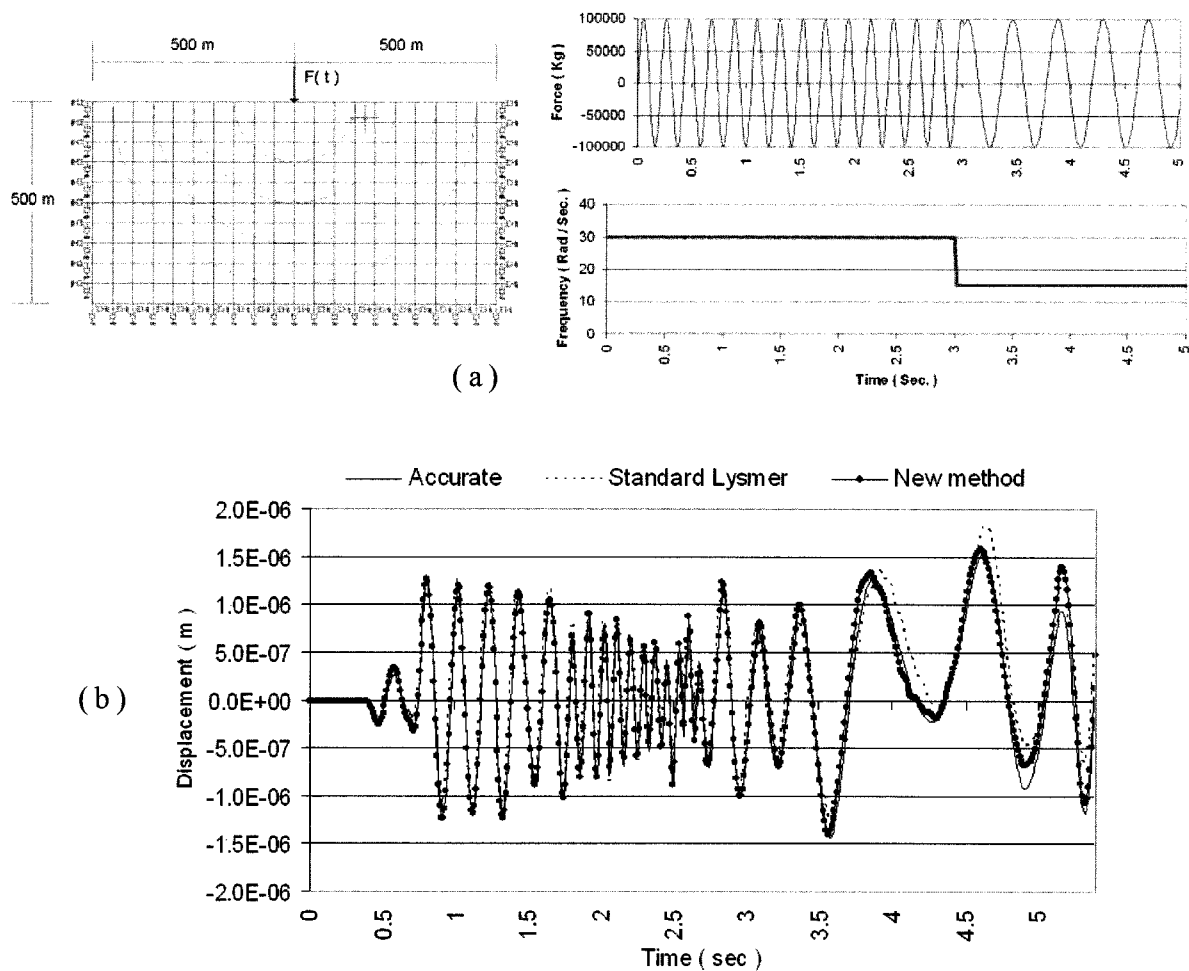 500 m 500 m
F( t )
500 m
( a )
Force ( Kg )
100000
50000
0
-50000
-100000
0 0.5 1 1.5 2 2.5 3 3.5 4 4.5 5
Frequency ( Rad / Sec. )
40
30
20
10
0
0 0.5 1 1.5 2 2.5 3 3.5 4 4.5 5
Time ( Sec. )
Accurate Standard Lysmer New method
( b )
Displacement ( m )
2.0E-06
1.5E-06
1.0E-06
5.0E-07
0.0E+00
-5.0E-07
-1.0E-06
-1.5E-06
-2.0E-06
0 0.5 1 1.5 2 2.5 3 3.5 4 4.5 5
Time ( sec )